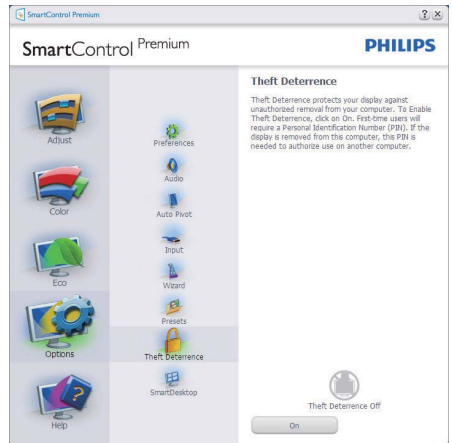 SmartControl Premium
SmartControl Premium
PHILIPS
Adjust
Color
Eco
Options
Help
Preferences
Audio
Auto Pivot
Input
Wizard
Presets
Theft Deterrence
SmartDesktop
Theft Deterrence
Theft Deterrence protects your display against
unauthorized removal from your computer. To Enable
Theft Deterrence, click on On. First-time users will
require a Personal Identification Number (PIN). If the
display is removed from this computer, this PIN is
needed to authorize use on another computer.
Theft Deterrence Off
On